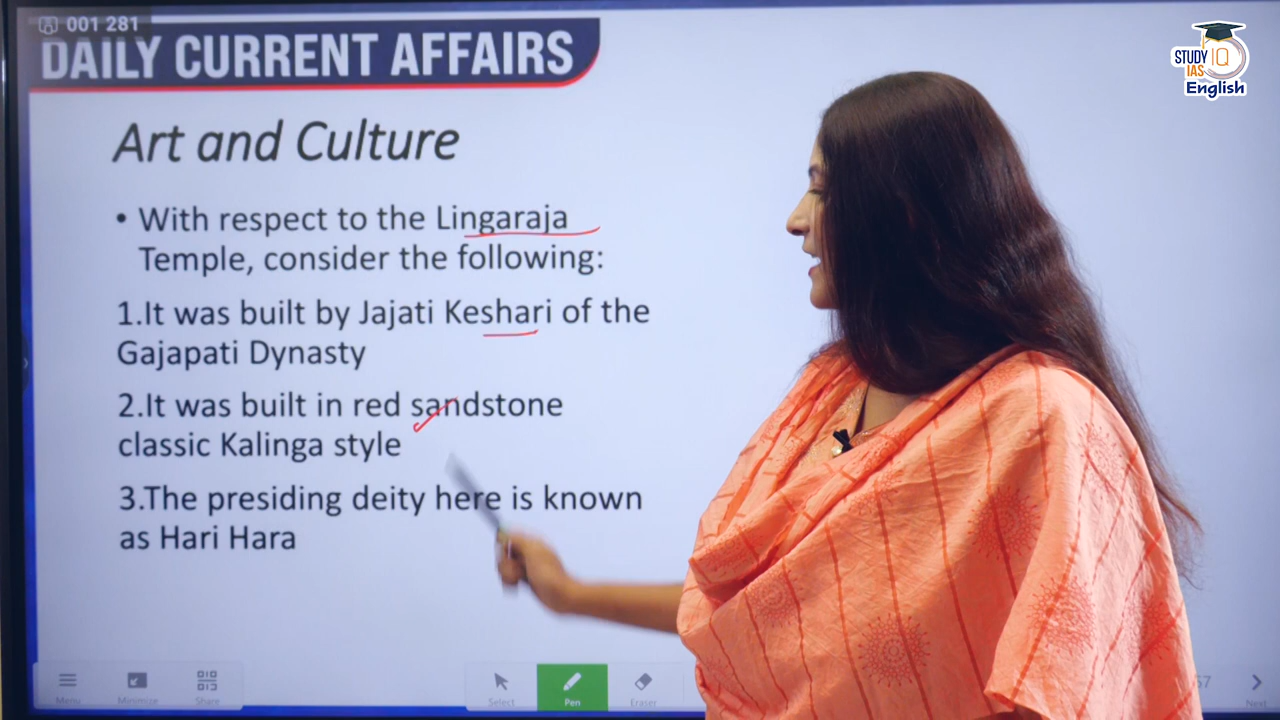 001 281
DAILY CURRENT AFFAIRS
STUDY IQ
IAS
English
Art and Culture
• With respect to the Lingaraja
Temple, consider the following:
1.It was built by Jajati Keshari of the
Gajapati Dynasty
2.It was built in red sandstone
classic Kalinga style
3.The presiding deity here is known
as Hari Hara
Menu Minimize Share Select Pen Eraser Next